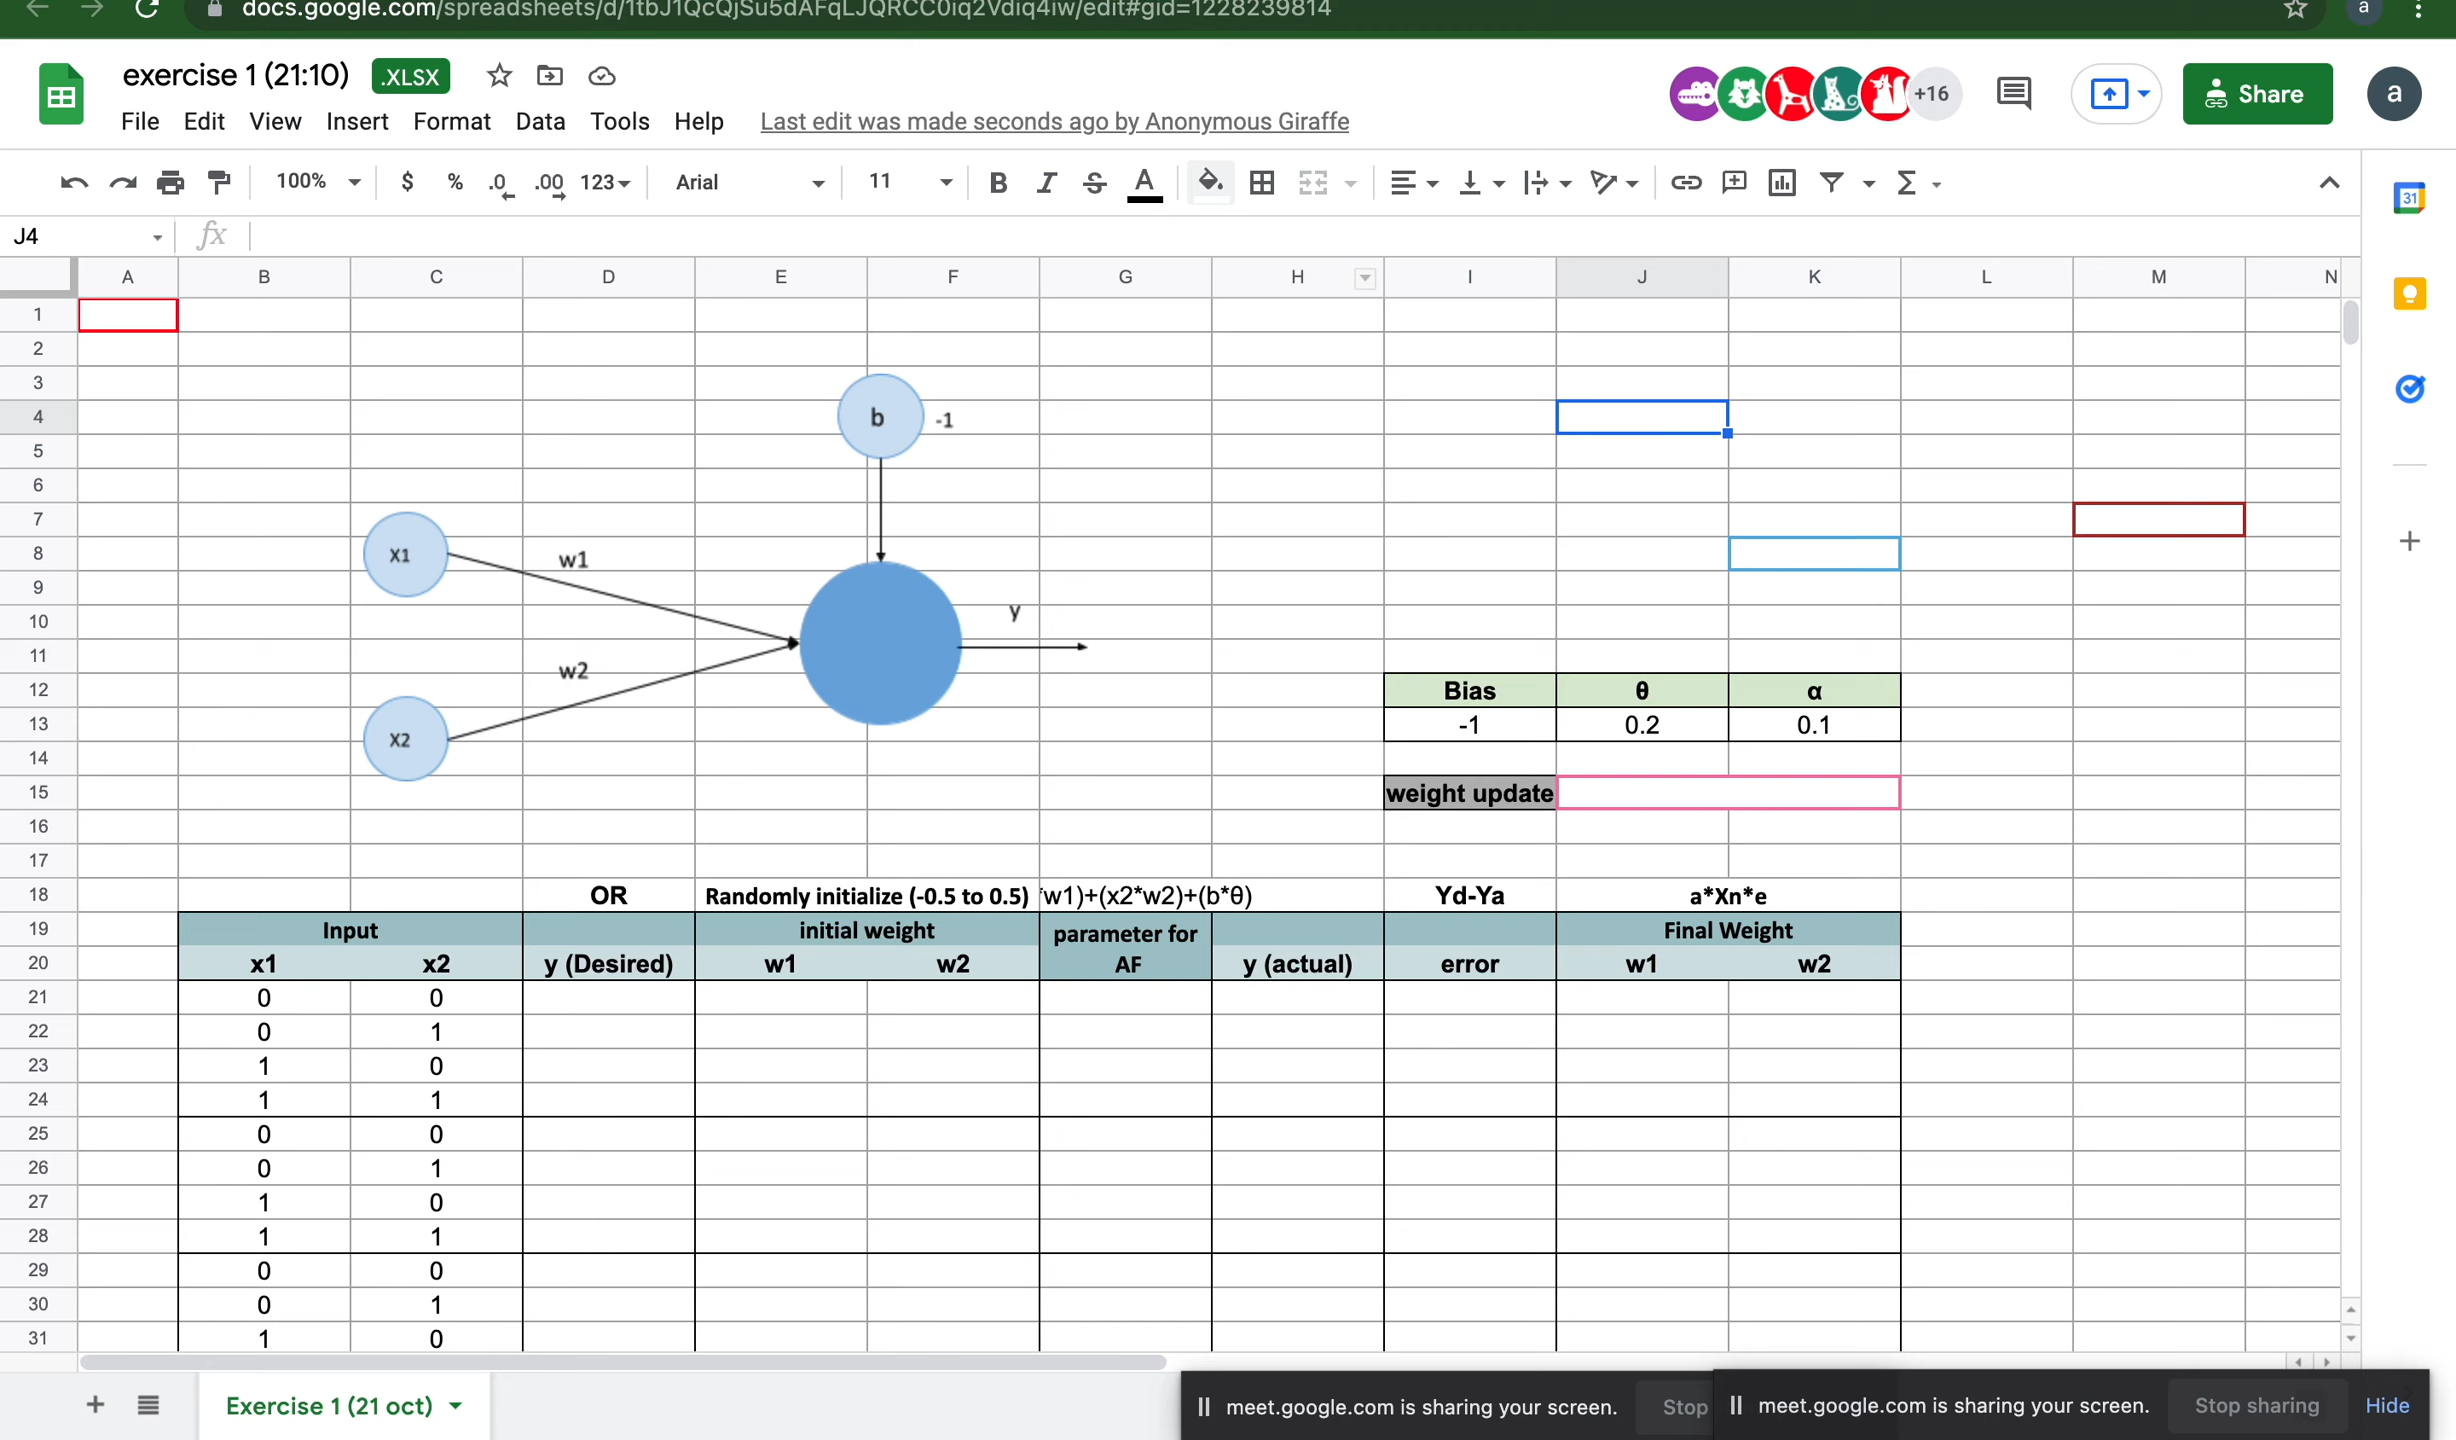 docs.google.com/spreadsheets/d/1tbJ1QcQjSu5dAFqLJQRCC0iq2Vdiq4iw/edit#gid=1228239814
a
exercise 1 (21:10) .XLSX
+16
Share
a
File Edit View Insert Format Data Tools Help Last edit was made seconds ago by Anonymous Giraffe
100% $ % .0 .00 123 Arial 11 B I S A Σ
31
J4 fx
A B C D E F G H I J K L M N
1
2
3
4
b -1
5
6
7
8
X1 w1
9
10
y
11
w2
12 Bias θ α
13 -1 0.2 0.1
X2
14
15 weight update
16
17
18 OR Randomly initialize (-0.5 to 0.5) *w1)+(x2*w2)+(b*θ) Yd-Ya a*Xn*e
19 Input initial weight parameter for Final Weight
20 x1 x2 y (Desired) w1 w2 AF y (actual) error w1 w2
21 0 0
22 0 1
23 1 0
24 1 1
25 0 0
26 0 1
27 1 0
28 1 1
29 0 0
30 0 1
31 1 0
Exercise 1 (21 oct)
meet.google.com is sharing your screen. Stop
meet.google.com is sharing your screen. Stop sharing Hide